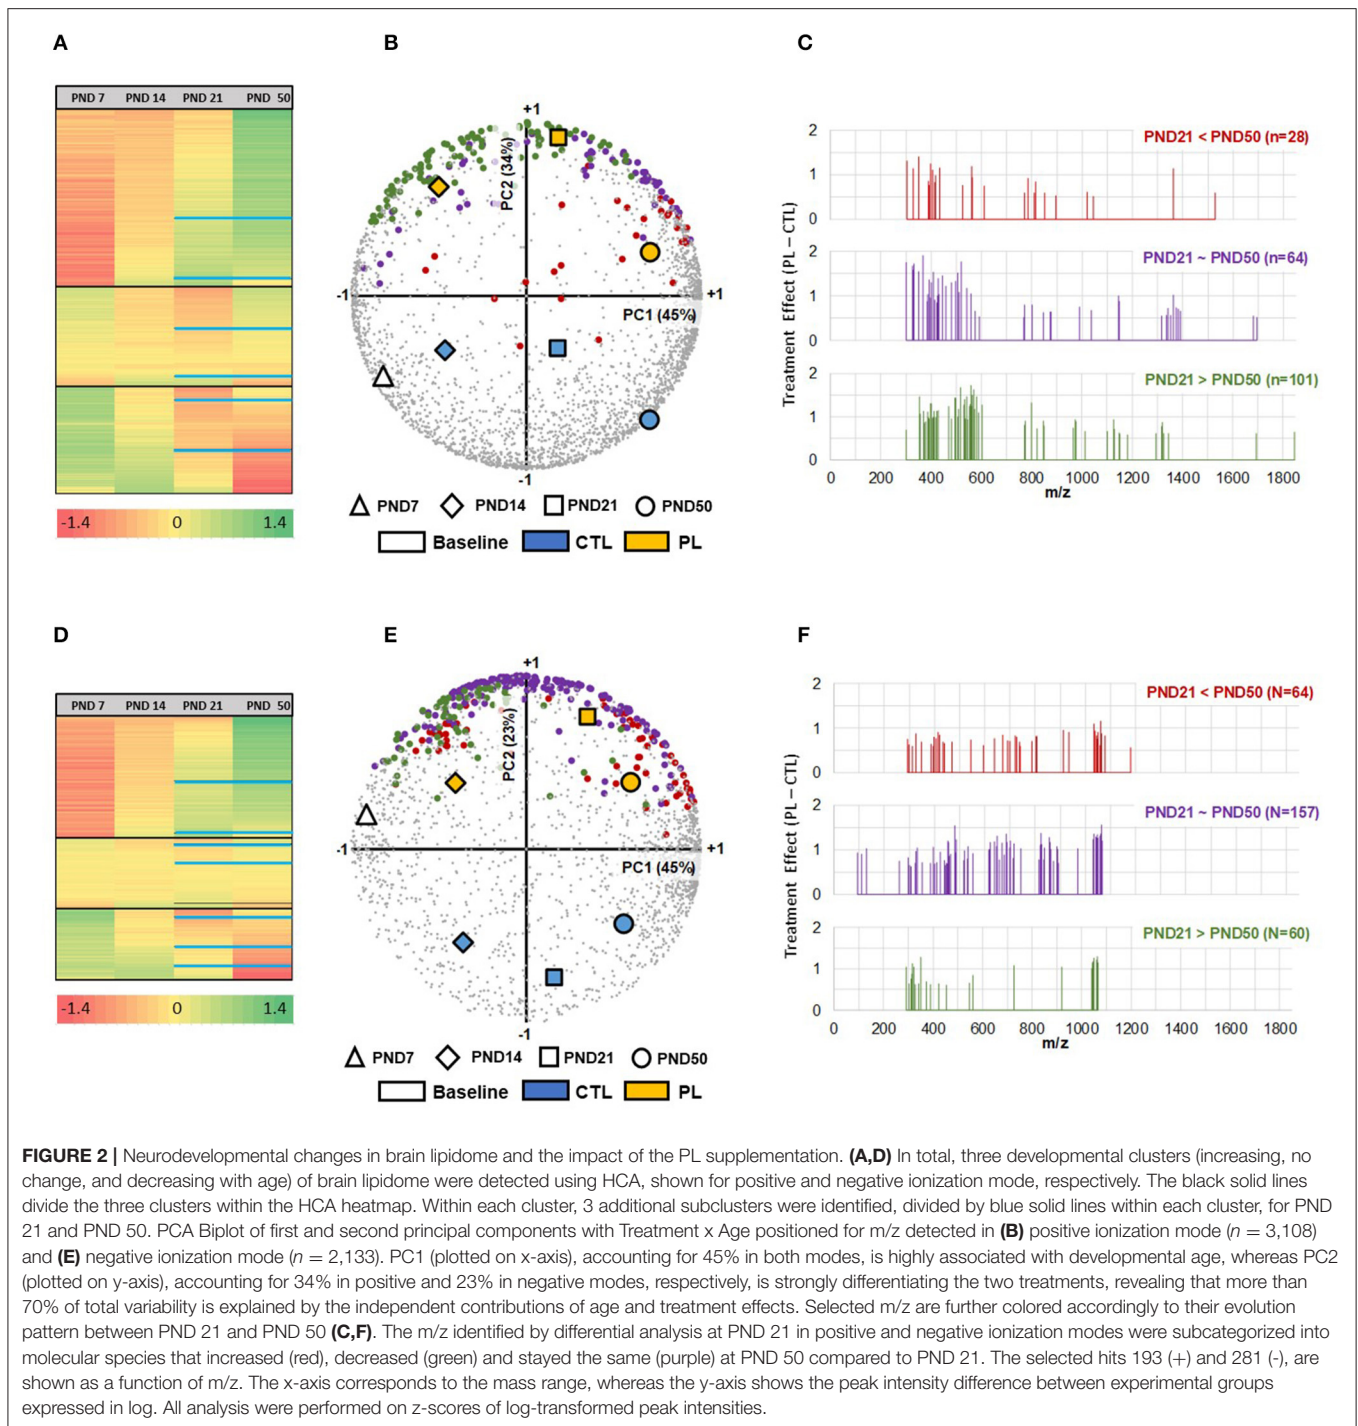 A
B
C
PND 7 PND 14 PND 21 PND 50
-1.4 0 1.4
+1
PC2 (34%)
-1
+1
PC1 (45%)
-1
PND7 PND14 PND21 PND50
Baseline CTL PL
Treatment Effect (PL – CTL)
PND21 < PND50 (n=28)
2
1
0
PND21 ~ PND50 (n=64)
2
1
0
PND21 > PND50 (n=101)
2
1
0
0 200 400 600 800 1000 1200 1400 1600 1800
m/z
D
E
F
PND 7 PND 14 PND 21 PND 50
-1.4 0 1.4
+1
PC2 (23%)
-1
+1
PC1 (45%)
-1
PND7 PND14 PND21 PND50
Baseline CTL PL
Treatment Effect (PL – CTL)
PND21 < PND50 (N=64)
2
1
0
PND21 ~ PND50 (N=157)
2
1
0
PND21 > PND50 (N=60)
2
1
0
0 200 400 600 800 1000 1200 1400 1600 1800
m/z
FIGURE 2 | Neurodevelopmental changes in brain lipidome and the impact of the PL supplementation. (A,D) In total, three developmental clusters (increasing, no
change, and decreasing with age) of brain lipidome were detected using HCA, shown for positive and negative ionization mode, respectively. The black solid lines
divide the three clusters within the HCA heatmap. Within each cluster, 3 additional subclusters were identified, divided by blue solid lines within each cluster, for PND
21 and PND 50. PCA Biplot of first and second principal components with Treatment x Age positioned for m/z detected in (B) positive ionization mode (n = 3,108)
and (E) negative ionization mode (n = 2,133). PC1 (plotted on x-axis), accounting for 45% in both modes, is highly associated with developmental age, whereas PC2
(plotted on y-axis), accounting for 34% in positive and 23% in negative modes, respectively, is strongly differentiating the two treatments, revealing that more than
70% of total variability is explained by the independent contributions of age and treatment effects. Selected m/z are further colored accordingly to their evolution
pattern between PND 21 and PND 50 (C,F). The m/z identified by differential analysis at PND 21 in positive and negative ionization modes were subcategorized into
molecular species that increased (red), decreased (green) and stayed the same (purple) at PND 50 compared to PND 21. The selected hits 193 (+) and 281 (-), are
shown as a function of m/z. The x-axis corresponds to the mass range, whereas the y-axis shows the peak intensity difference between experimental groups
expressed in log. All analysis were performed on z-scores of log-transformed peak intensities.